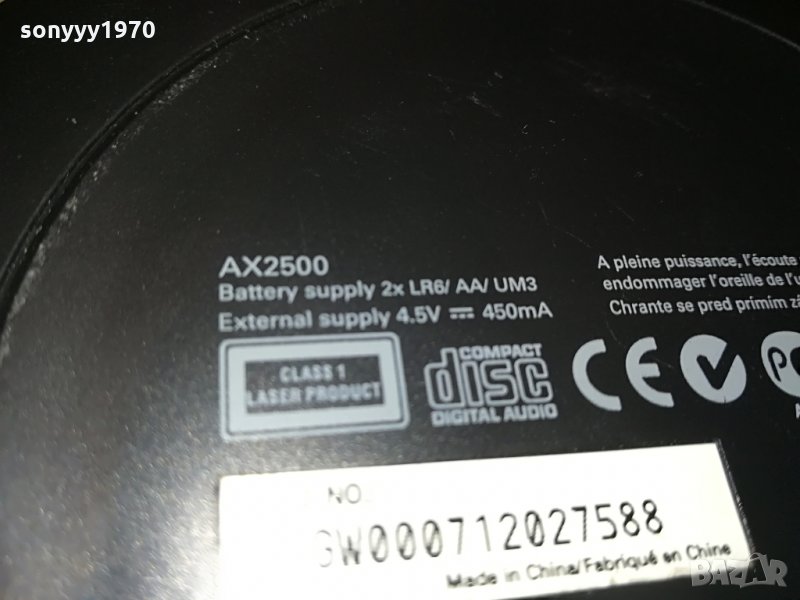 sonyyy1970
AX2500
Battery supply 2x LR6/ AA/ UM3
External supply 4.5V ⎓ 450mA
A pleine puissance, l'écoute
endommager l'oreille de l'u
Chrante se pred primim zá
CLASS 1
LASER PRODUCT
COMPACT
disc
DIGITAL AUDIO
CE
NO.
GW000712027588
Made in China/Fabriqué en Chine
BAZAR